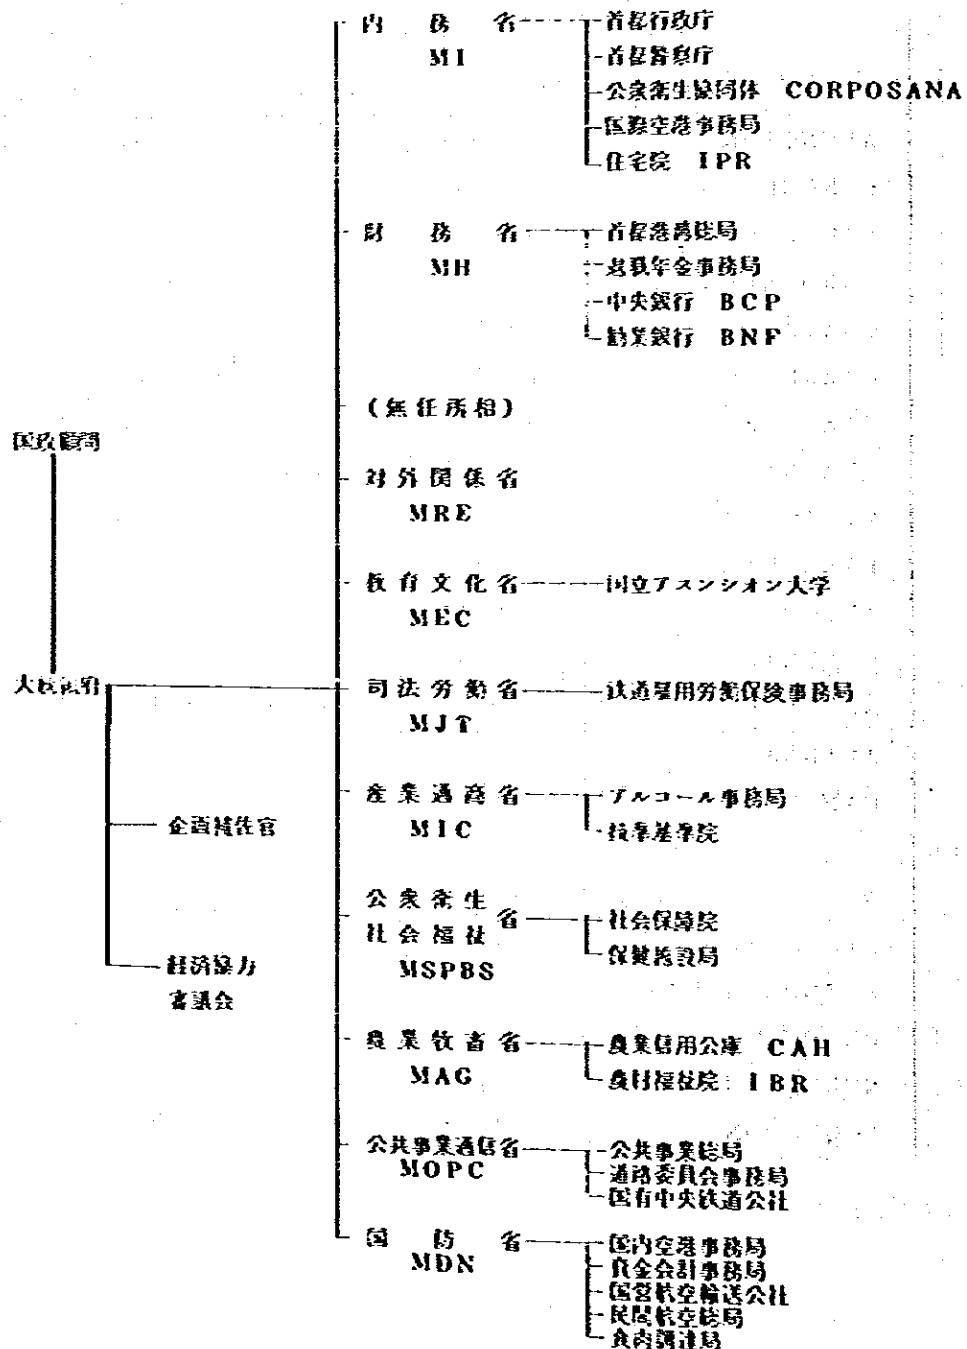 内務省
首都行政庁
MI
首都警察庁
公衆衛生協同体 CORPOSANA
国際空港事務局
住宅院 IPR
財務省
首都港湾総局
MH
退職年金事務局
中央銀行 BCP
勧業銀行 BNF
(無任所相)
国政顧問
対外関係省
MRE
教育文化省
国立アスンシオン大学
MEC
大統領府
司法労働省
鉄道雇用労働保険事務局
MJT
産業通商省
アルコール事務局
MIC
技準基準院
企画補佐官
公衆衛生
社会福祉
省
社会保障院
MSPBS
保健施設局
経済協力
審議会
農業牧畜省
農業信用公庫 CAH
MAG
農村福祉院 IBR
公共事業通信省
公共事業総局
MOPC
道路委員会事務局
国有中央鉄道公社
国防省
国内空港事務局
MDN
資金会計事務局
国営航空輸送公社
民間航空総局
食肉調達局